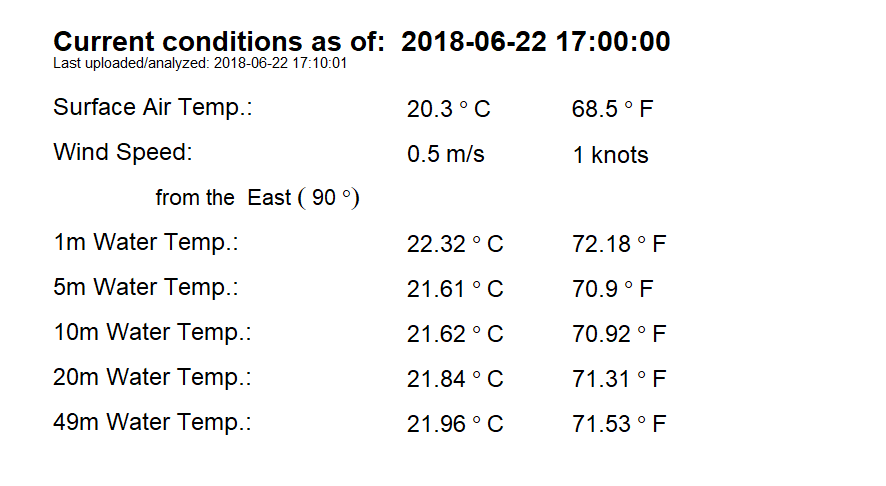 Current conditions as of: 2018-06-22 17:00:00
Last uploaded/analyzed: 2018-06-22 17:10:01
Surface Air Temp.: 20.3 ° C 68.5 ° F
Wind Speed: 0.5 m/s 1 knots
from the East ( 90 °)
1m Water Temp.: 22.32 ° C 72.18 ° F
5m Water Temp.: 21.61 ° C 70.9 ° F
10m Water Temp.: 21.62 ° C 70.92 ° F
20m Water Temp.: 21.84 ° C 71.31 ° F
49m Water Temp.: 21.96 ° C 71.53 ° F